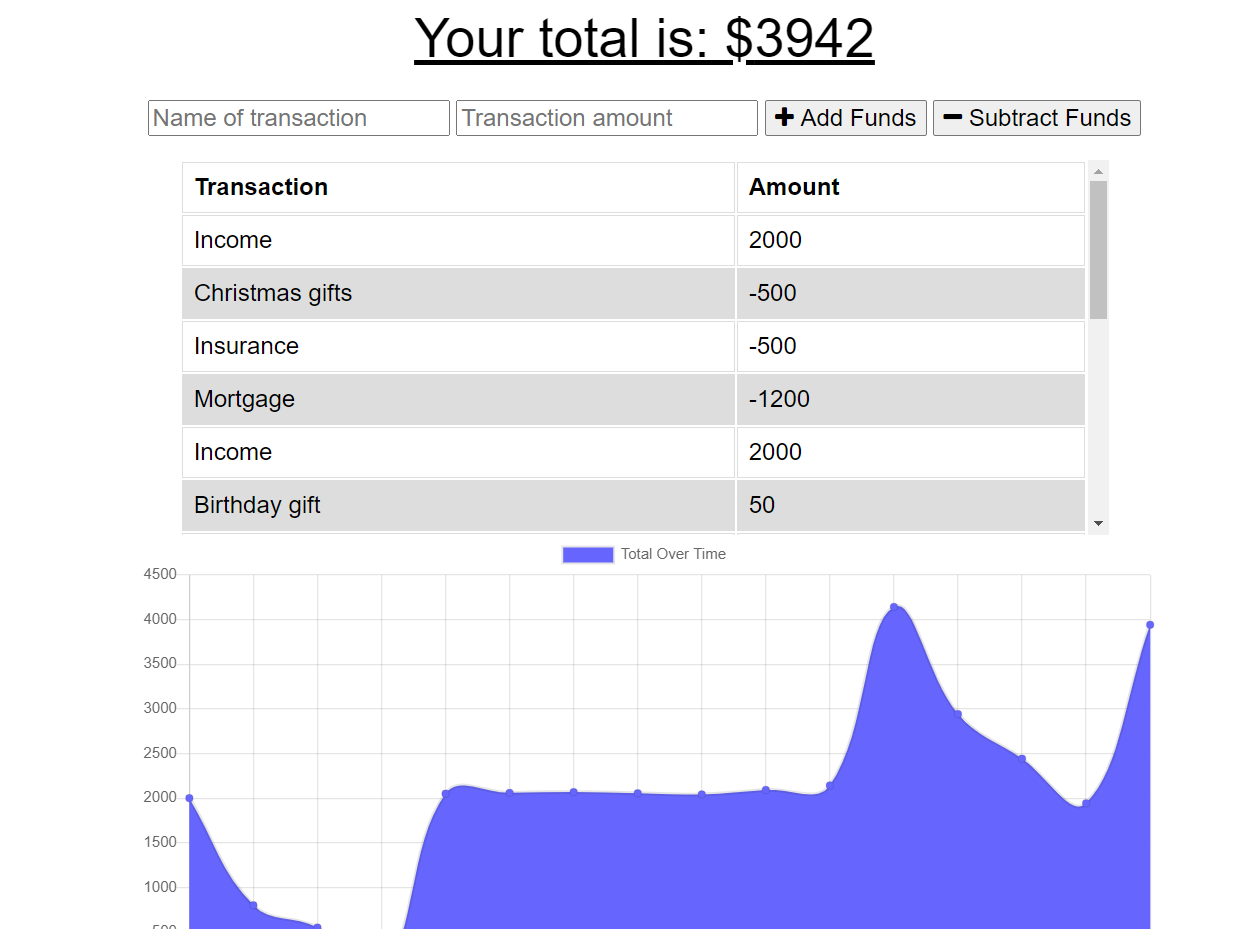 Your total is: $3942
Name of transaction Transaction amount Add Funds Subtract Funds
Transaction Amount
Income 2000
Christmas gifts -500
Insurance -500
Mortgage -1200
Income 2000
Birthday gift 50
Total Over Time
4500
4000
3500
3000
2500
2000
1500
1000
500